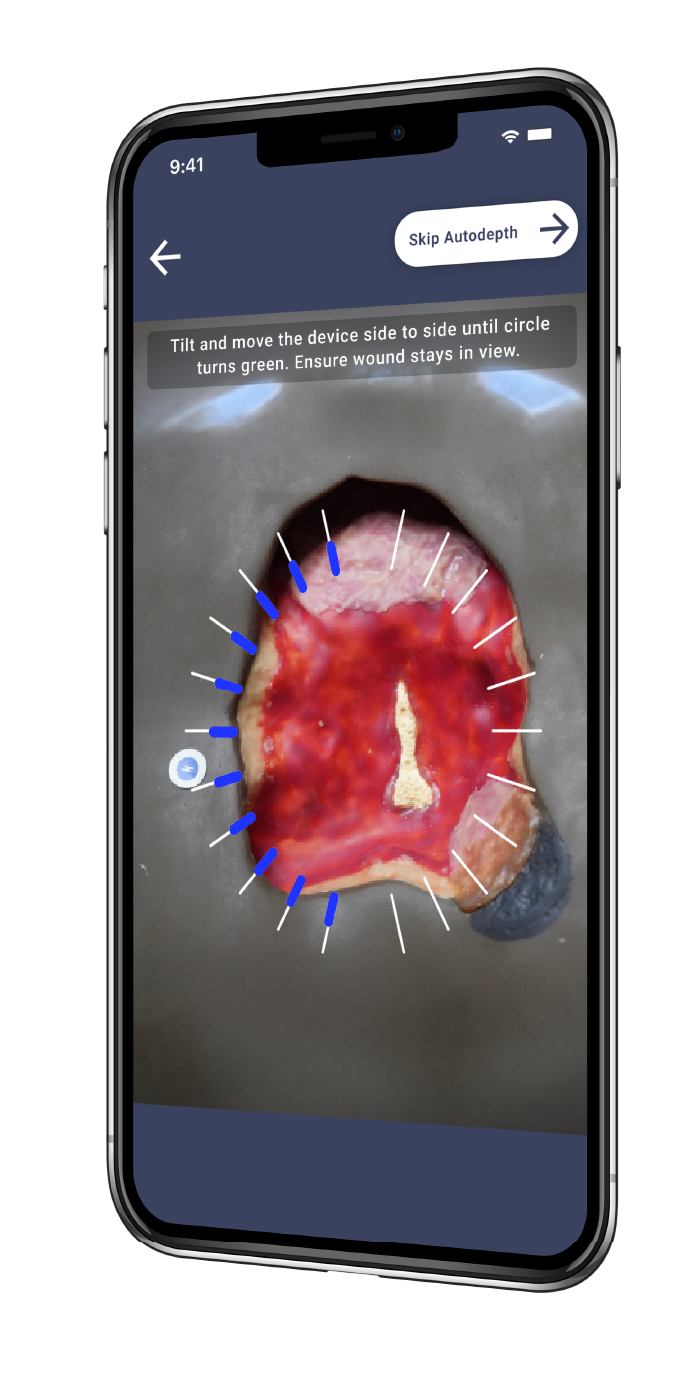 9:41
Skip Autodepth
Tilt and move the device side to side until circle
turns green. Ensure wound stays in view.